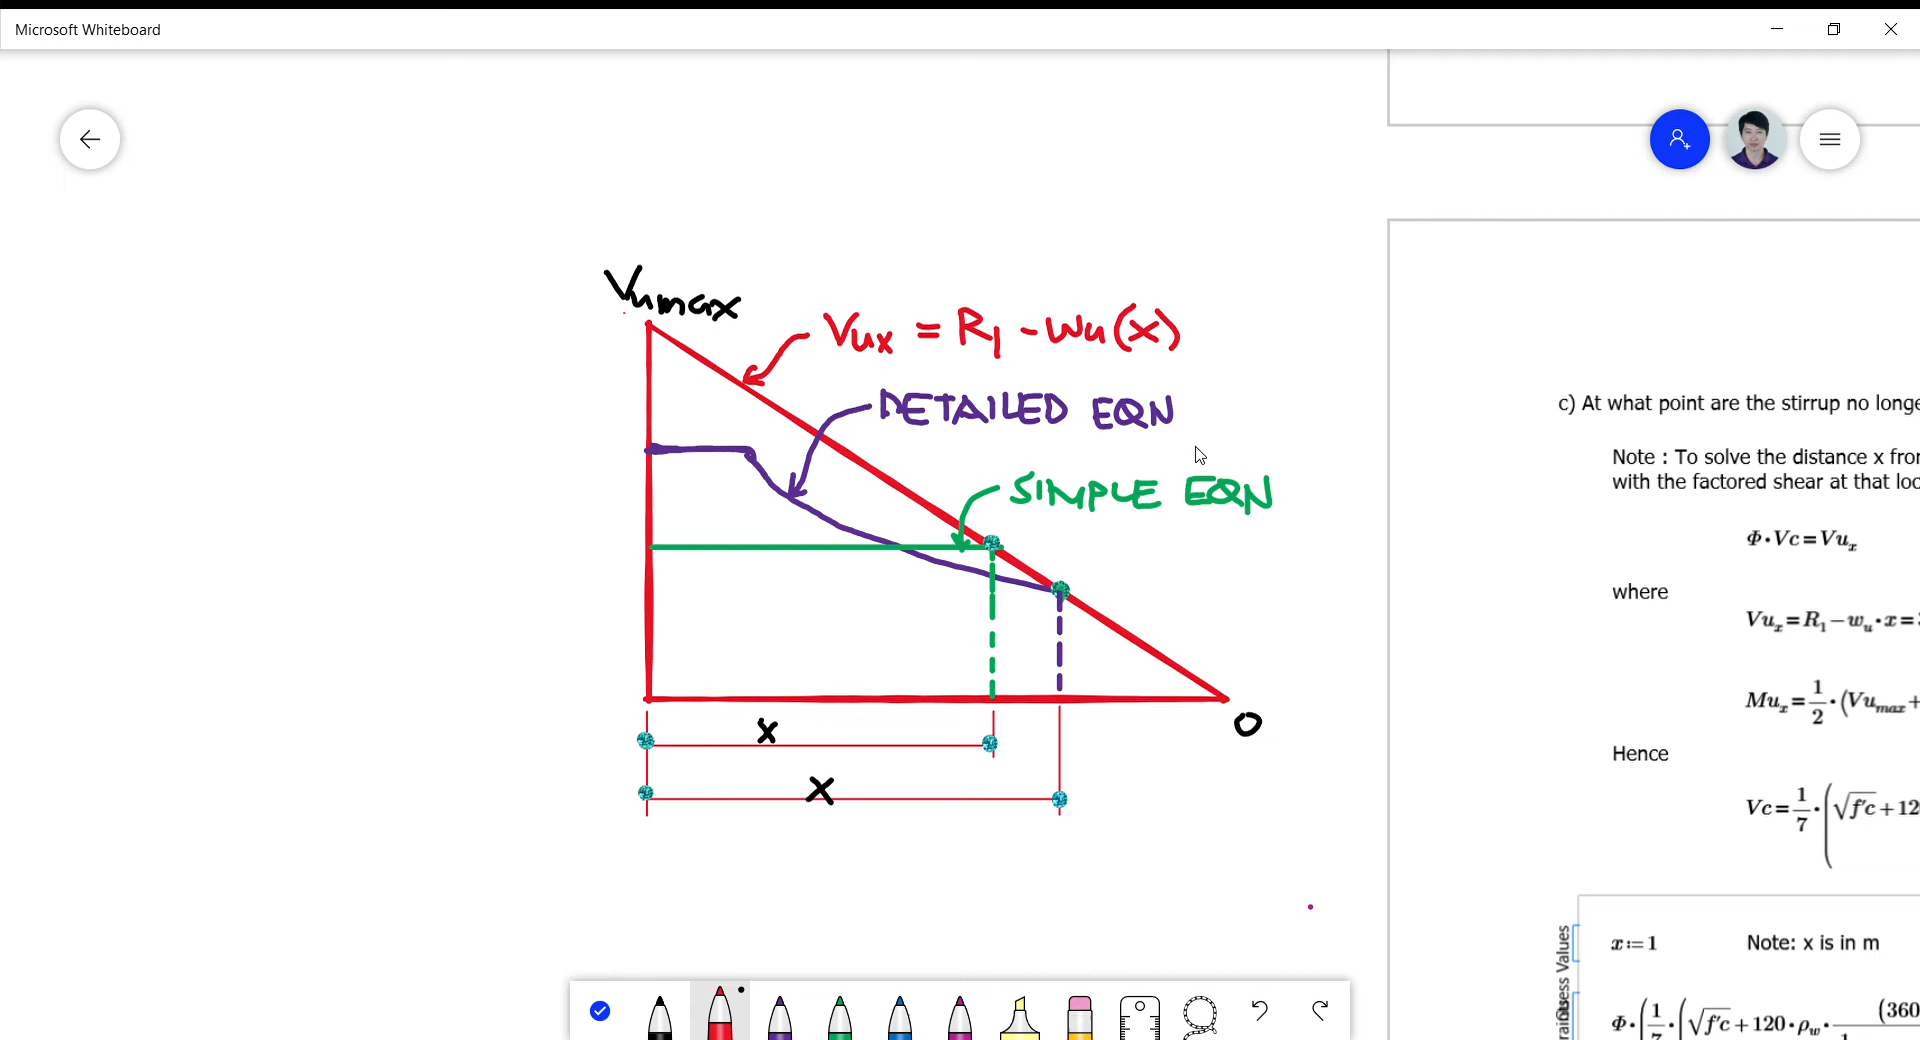 Microsoft Whiteboard
Vumax
Vux = R1 - wu(x)
DETAILED EQN
SIMPLE EQN
x
x
0
c) At what point are the stirrup no longe
Note : To solve the distance x fro
with the factored shear at that loc
Φ·Vc=Vux
where
Vux=R1−wu·x=
Mux=1/2·(Vumax+
Hence
Vc=1/7·(√f'c+12
x:=1 Note: x is in m
Φ·(1/7·(√f'c+120·ρw·(360